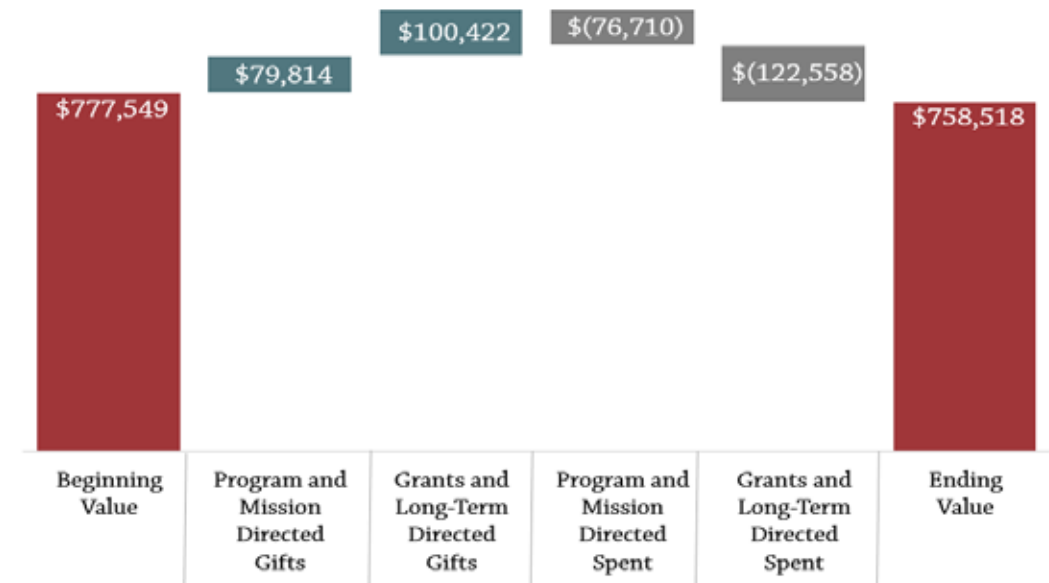 $100,422
$(76,710)
$79,814
$(122,558)
$777,549
$758,518
Beginning
Value
Program and
Mission
Directed
Gifts
Grants and
Long-Term
Directed
Gifts
Program and
Mission
Directed
Spent
Grants and
Long-Term
Directed
Spent
Ending
Value